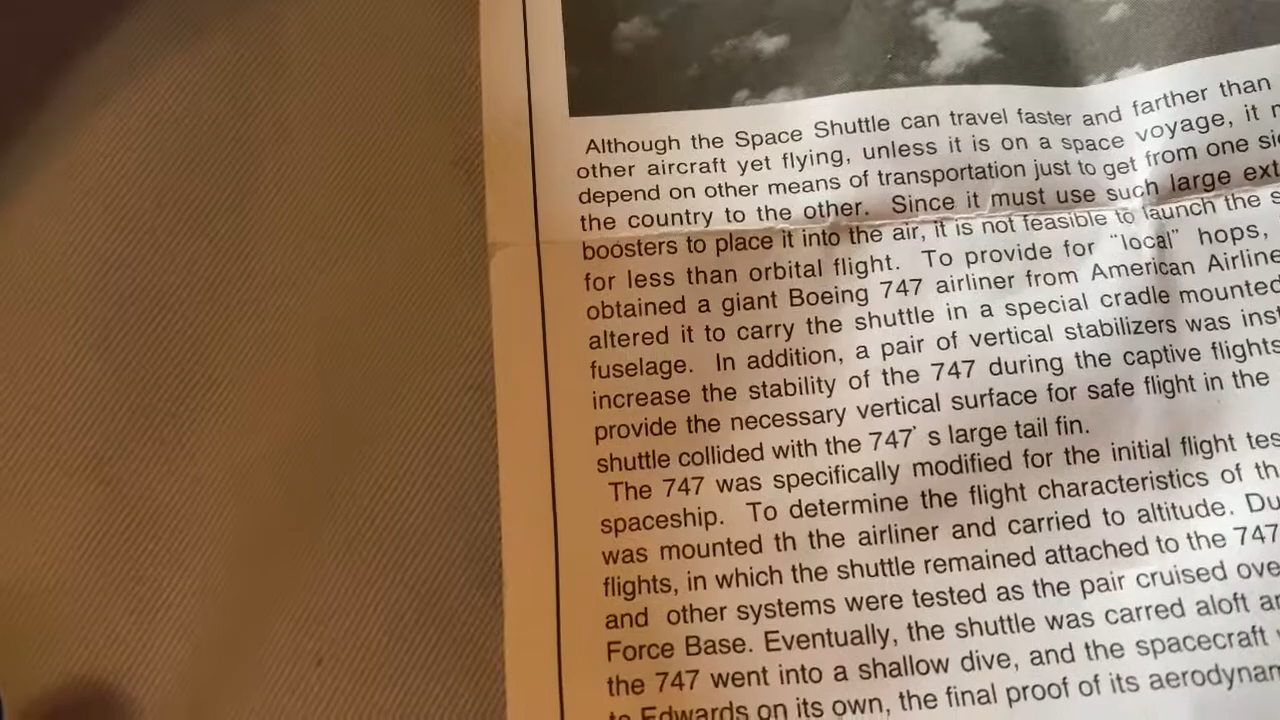 Although the Space Shuttle can travel faster and farther than
other aircraft yet flying, unless it is on a space voyage, it
depend on other means of transportation just to get from one
the country to the other. Since it must use such large
boosters to place it into the air, it is not feasible to launch the
for less than orbital flight. To provide for "local" hops,
obtained a giant Boeing 747 airliner from American
altered it to carry the shuttle in a special cradle mounted
fuselage. In addition, a pair of vertical stabilizers was
increase the stability of the 747 during the captive flights
provide the necessary vertical surface for safe flight in the
shuttle collided with the 747' s large tail fin.
The 747 was specifically modified for the initial flight
spaceship. To determine the flight characteristics of
was mounted th the airliner and carried to altitude.
flights, in which the shuttle remained attached to the 747
and other systems were tested as the pair cruised
Force Base. Eventually, the shuttle was carred aloft
the 747 went into a shallow dive, and the spacecraft
to Edwards on its own, the final proof of its